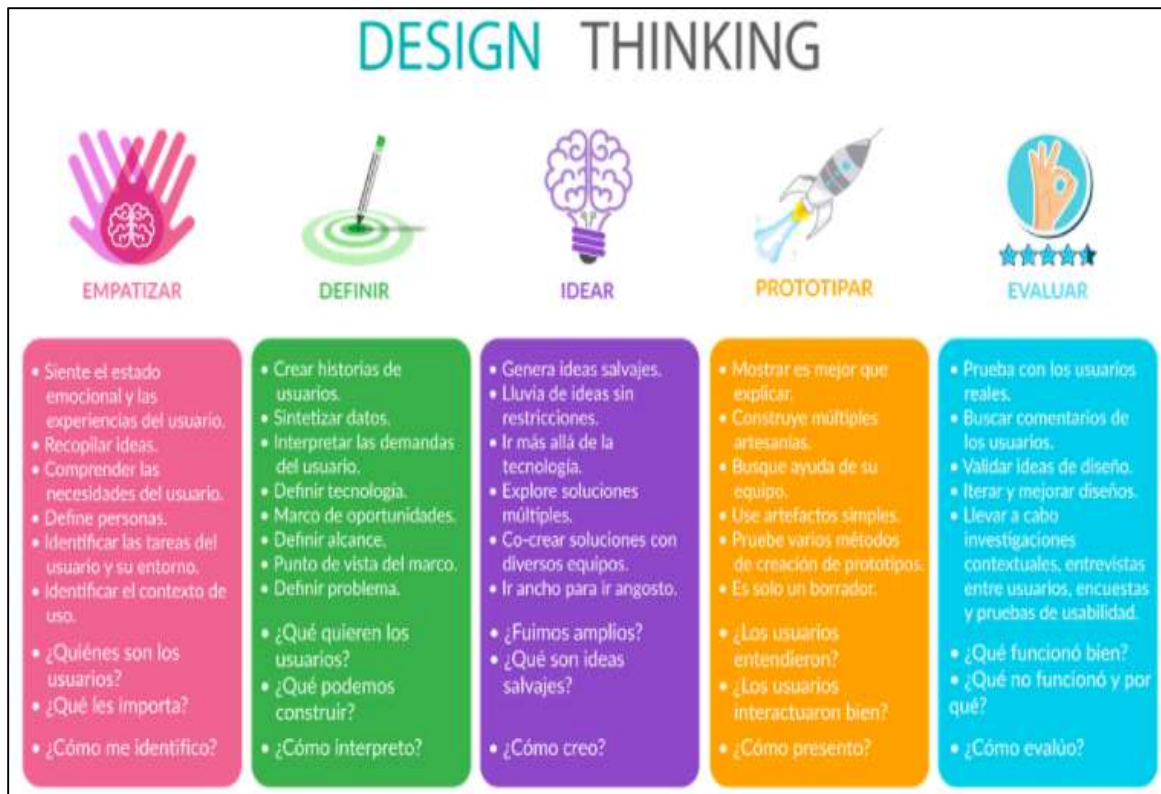 DESIGN THINKING
EMPATIZAR
• Siente el estado
emocional y las
experiencias del usuario.
• Recopilar ideas.
• Comprender las
necesidades del usuario.
• Define personas.
• Identificar las tareas del
usuario y su entorno.
• Identificar el contexto de
uso.
• ¿Quiénes son los
usuarios?
• ¿Qué les importa?
• ¿Cómo me identifico?
DEFINIR
• Crear historias de
usuarios.
• Sintetizar datos.
• Interpretar las demandas
del usuario.
• Definir tecnología.
• Marco de oportunidades.
• Definir alcance.
• Punto de vista del marco.
• Definir problema.
• ¿Qué quieren los
usuarios?
• ¿Qué podemos
construir?
• ¿Cómo interpreto?
IDEAR
• Genera ideas salvajes.
• Lluvia de ideas sin
restricciones.
• Ir más allá de la
tecnología.
• Explore soluciones
múltiples.
• Co-crear soluciones con
diversos equipos.
• Ir ancho para ir angosto.
• ¿Fuimos amplios?
• ¿Qué son ideas
salvajes?
• ¿Cómo creo?
PROTOTIPAR
• Mostrar es mejor que
explicar.
• Construye múltiples
artesanías.
• Busque ayuda de su
equipo.
• Use artefactos simples.
• Pruebe varios métodos
de creación de prototipos.
• Es solo un borrador.
• ¿Los usuarios
entendieron?
• ¿Los usuarios
interactuaron bien?
• ¿Cómo presento?
EVALUAR
• Prueba con los usuarios
reales.
• Buscar comentarios de
los usuarios.
• Validar ideas de diseño.
• Iterar y mejorar diseños.
• Llevar a cabo
investigaciones
contextuales, entrevistas
entre usuarios, encuestas
y pruebas de usabilidad.
• ¿Qué funcionó bien?
• ¿Qué no funcionó y por
qué?
• ¿Cómo evalúo?